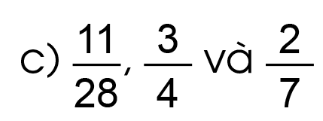 c) 11/28, 3/4 và 2/7